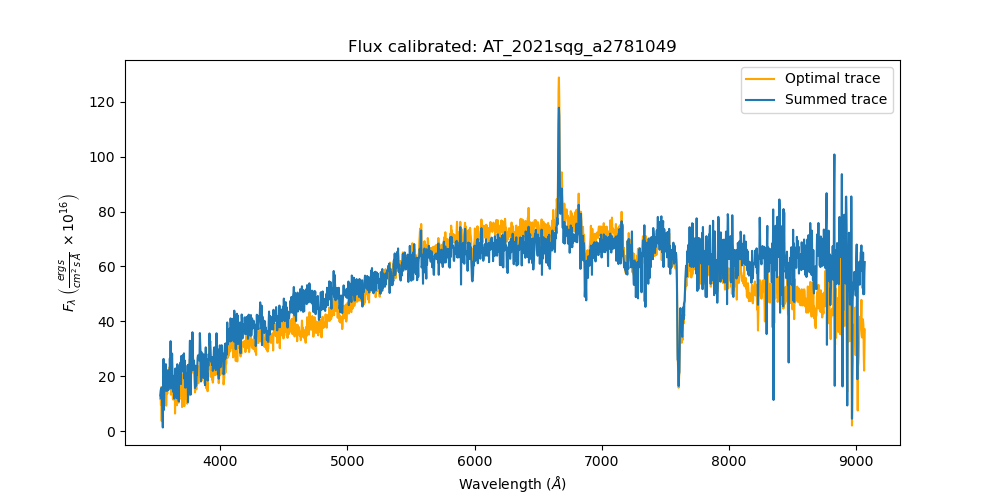 Flux calibrated: AT_2021sqg_a2781049
Optimal trace
Summed trace
120
100
80
60
40
20
0
F_λ (ergs / cm² s Å × 10¹⁶)
4000 5000 6000 7000 8000 9000
Wavelength (Å)